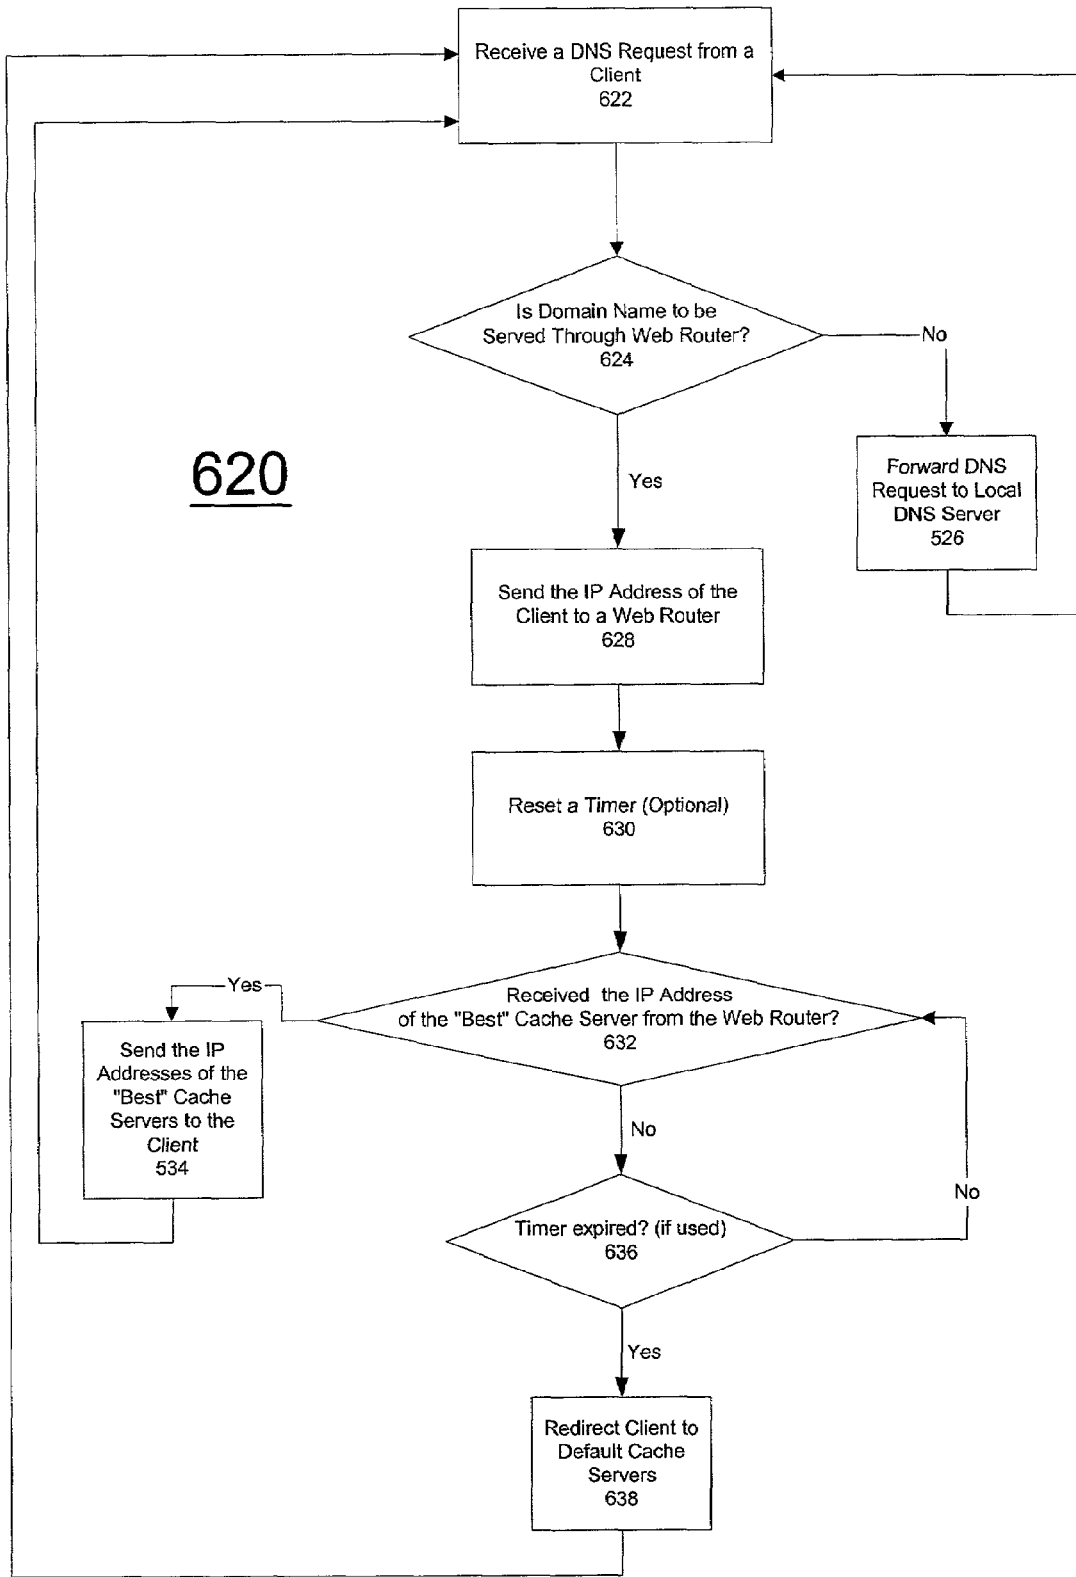 Receive a DNS Request from a
Client
622
Is Domain Name to be
Served Through Web Router?
624
No
620
Yes
Forward DNS
Request to Local
DNS Server
526
Send the IP Address of the
Client to a Web Router
628
Reset a Timer (Optional)
630
Yes
Received the IP Address
of the "Best" Cache Server from the Web Router?
632
Send the IP
Addresses of the
"Best" Cache
Servers to the
Client
534
No
No
Timer expired? (if used)
636
Yes
Redirect Client to
Default Cache
Servers
638